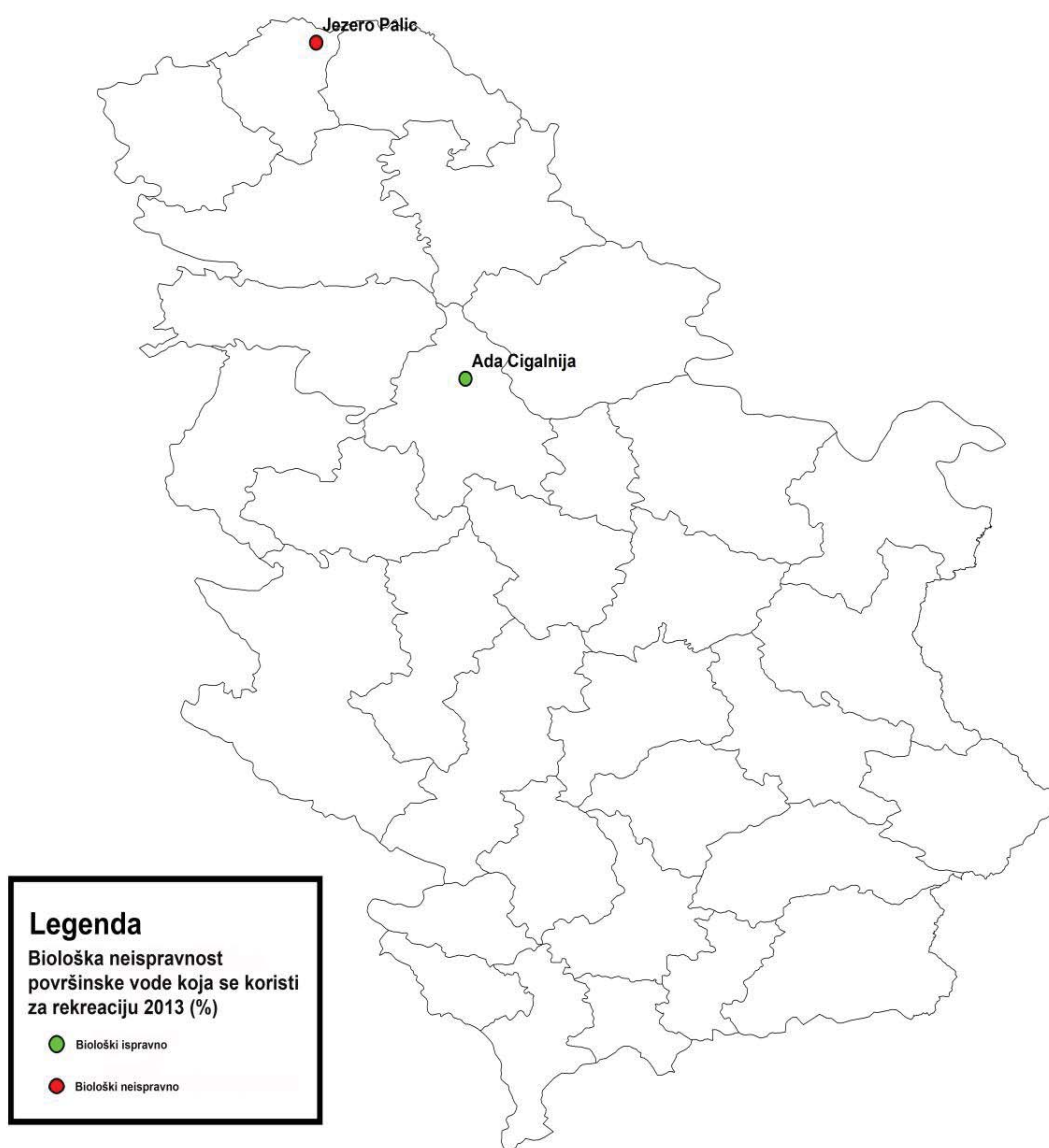 Jezero Palic
Ada Cigalnija
Legenda
Biološka neispravnost
površinske vode koja se koristi
za rekreaciju 2013 (%)
Biološki ispravno
Biološki neispravno